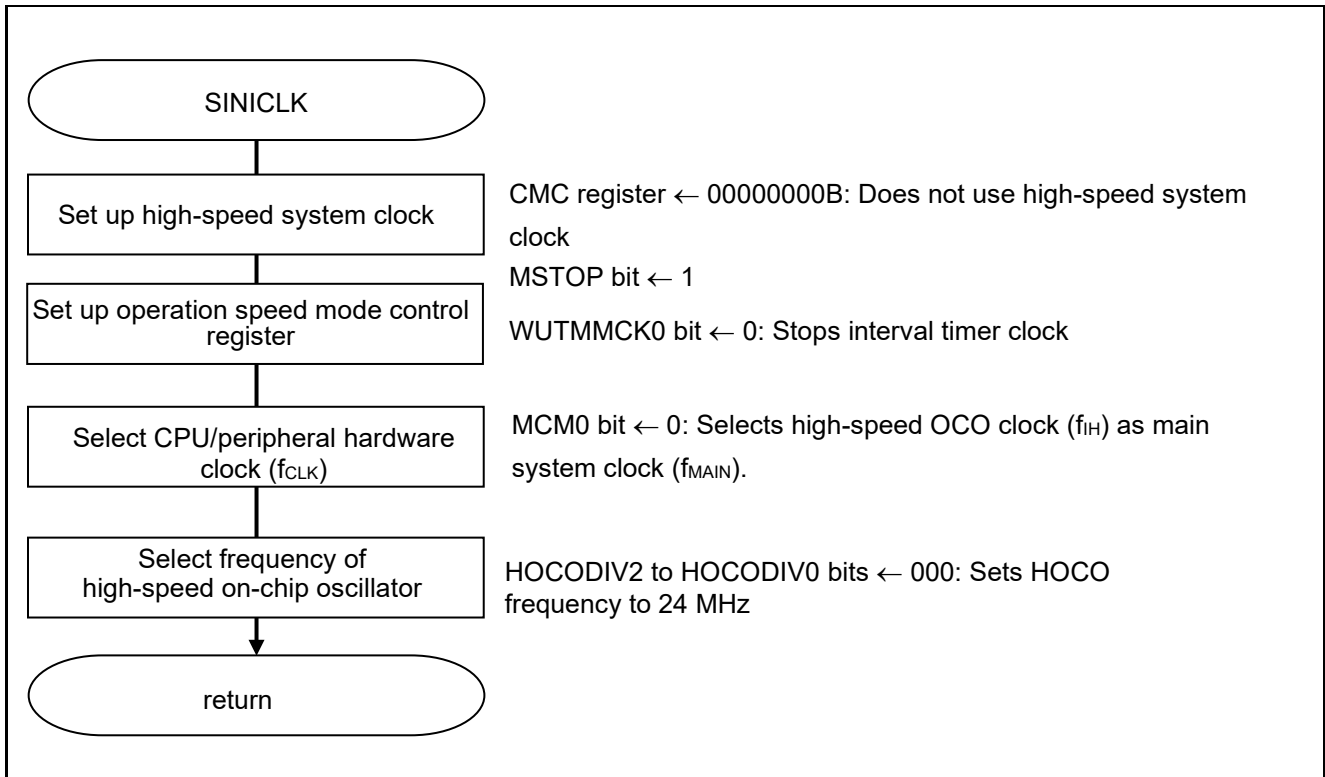 SINICLK
Set up high-speed system clock
CMC register ← 00000000B: Does not use high-speed system
clock
MSTOP bit ← 1
Set up operation speed mode control
register
WUTMMCK0 bit ← 0: Stops interval timer clock
Select CPU/peripheral hardware
clock (fCLK)
MCM0 bit ← 0: Selects high-speed OCO clock (fIH) as main
system clock (fMAIN).
Select frequency of
high-speed on-chip oscillator
HOCODIV2 to HOCODIV0 bits ← 000: Sets HOCO
frequency to 24 MHz
return